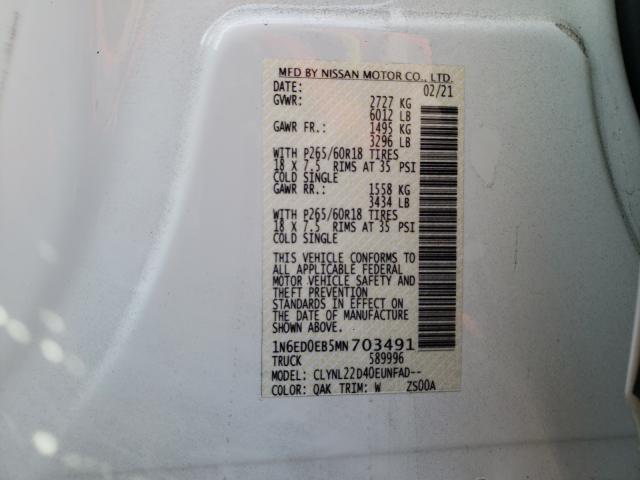 MFD BY NISSAN MOTOR CO., LTD.
DATE: 02/21
GVWR: 2727 KG
6012 LB
GAWR FR.: 1495 KG
3296 LB
WITH P265/60R18 TIRES
18 X 7.5 RIMS AT 35 PSI
COLD SINGLE
GAWR RR.: 1558 KG
3434 LB
WITH P265/60R18 TIRES
18 X 7.5 RIMS AT 35 PSI
COLD SINGLE
THIS VEHICLE CONFORMS TO
ALL APPLICABLE FEDERAL
MOTOR VEHICLE SAFETY AND
THEFT PREVENTION
STANDARDS IN EFFECT ON
THE DATE OF MANUFACTURE
SHOWN ABOVE.
1N6ED0EB5MN703491
TRUCK 589996
MODEL: CLYNL22D40EUNFAD--
COLOR: QAK TRIM: W ZS00A